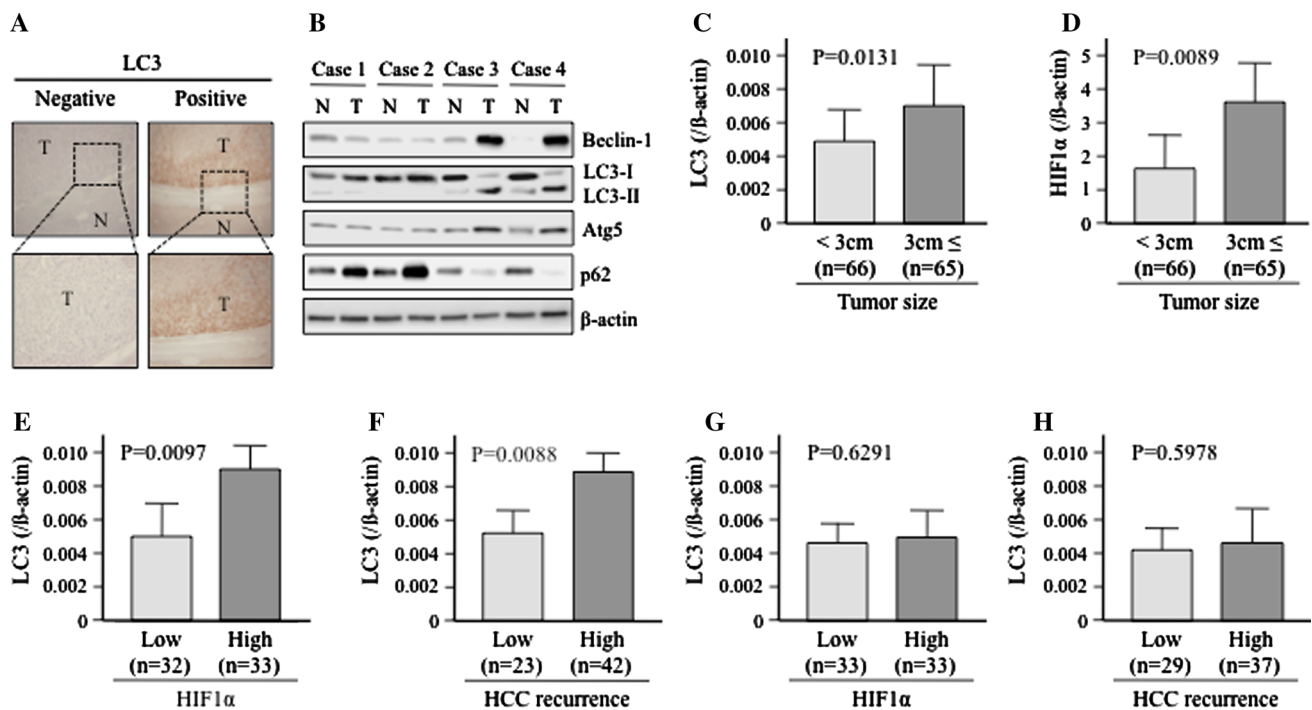 A
LC3
Negative
Positive
T
N
T
N
T
T
B
Case 1
Case 2
Case 3
Case 4
N T N T N T N T
Beclin-1
LC3-I
LC3-II
Atg5
p62
β-actin
C
LC3 (/ß-actin)
0.010
0.008
0.006
0.004
0.002
0
P=0.0131
< 3cm
(n=66)
3cm ≤
(n=65)
Tumor size
D
HIF1α (/ß-actin)
5
4
3
2
1
0
P=0.0089
< 3cm
(n=66)
3cm ≤
(n=65)
Tumor size
E
LC3 (/ß-actin)
0.010
0.008
0.006
0.004
0.002
0
P=0.0097
Low
(n=32)
High
(n=33)
HIF1α
F
LC3 (/ß-actin)
0.010
0.008
0.006
0.004
0.002
0
P=0.0088
Low
(n=23)
High
(n=42)
HCC recurrence
G
LC3 (/ß-actin)
0.010
0.008
0.006
0.004
0.002
0
P=0.6291
Low
(n=33)
High
(n=33)
HIF1α
H
LC3 (/ß-actin)
0.010
0.008
0.006
0.004
0.002
0
P=0.5978
Low
(n=29)
High
(n=37)
HCC recurrence